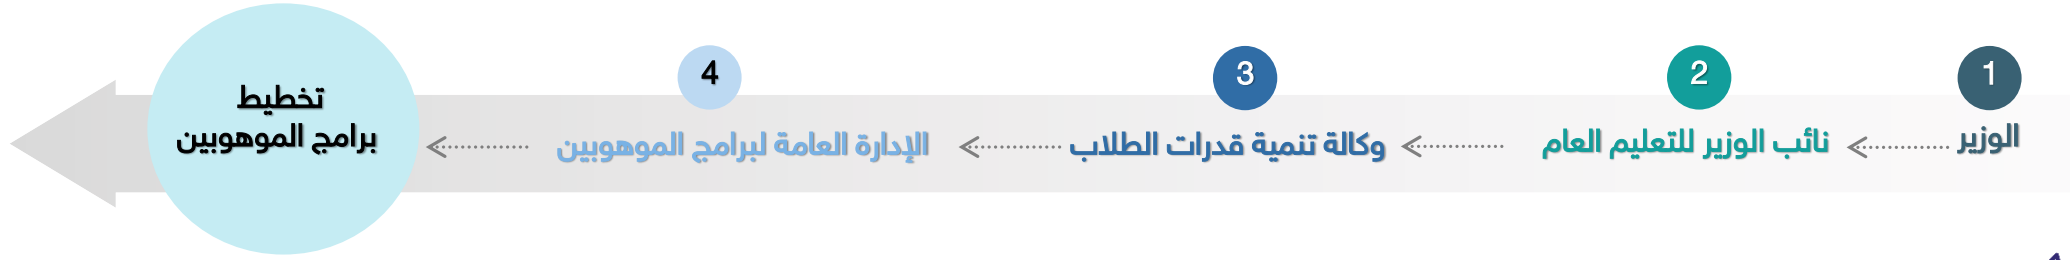 1
الوزير
2
نائب الوزير للتعليم العام
3
وكالة تنمية قدرات الطلاب
4
الإدارة العامة لبرامج الموهوبين
تخطيط
برامج الموهوبين